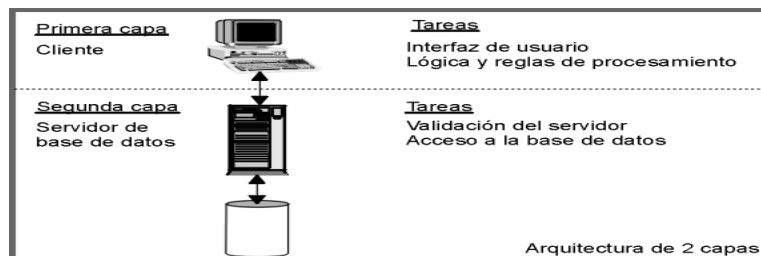 Primera capa
Tareas
Cliente
Interfaz de usuario
Lógica y reglas de procesamiento
Segunda capa
Tareas
Servidor de
base de datos
Validación del servidor
Acceso a la base de datos
Arquitectura de 2 capas